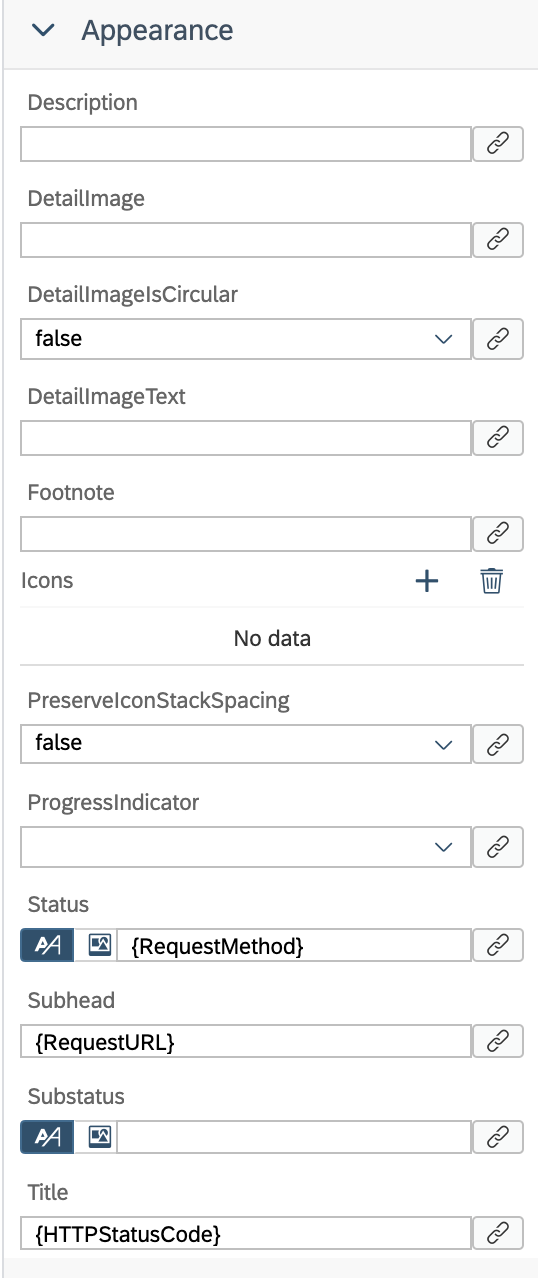 Appearance
Description
DetailImage
DetailImageIsCircular
false
DetailImageText
Footnote
Icons
No data
PreserveIconStackSpacing
false
ProgressIndicator
Status
{RequestMethod}
Subhead
{RequestURL}
Substatus
Title
{HTTPStatusCode}